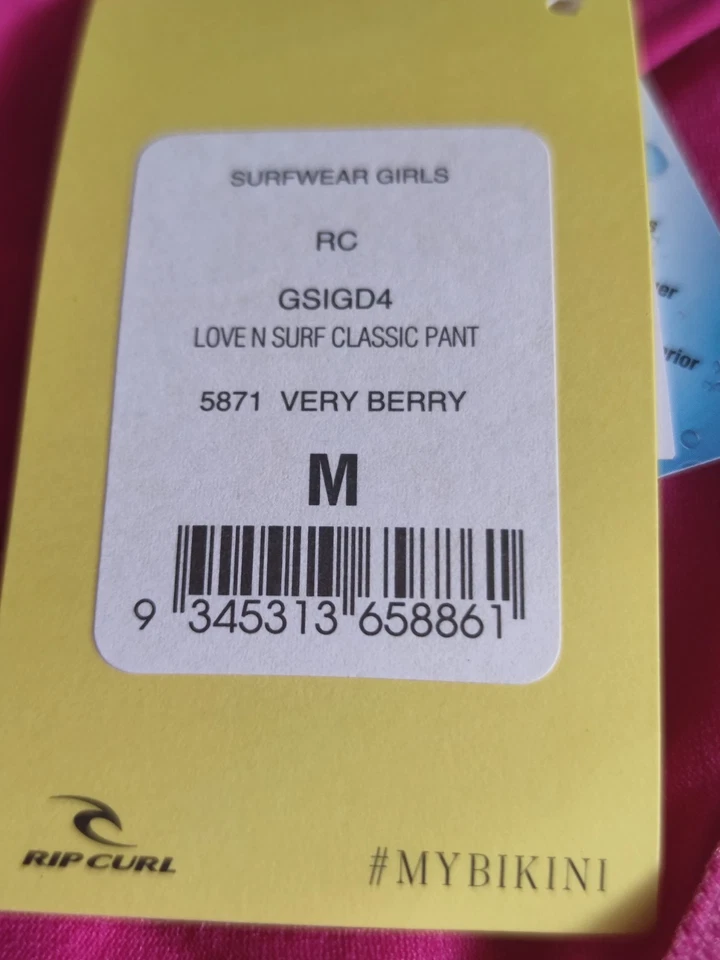 SURFWEAR GIRLS
RC
GSIGD4
LOVE N SURF CLASSIC PANT
5871 VERY BERRY
M
9 345313 658861
RIP CURL
#MYBIKINI